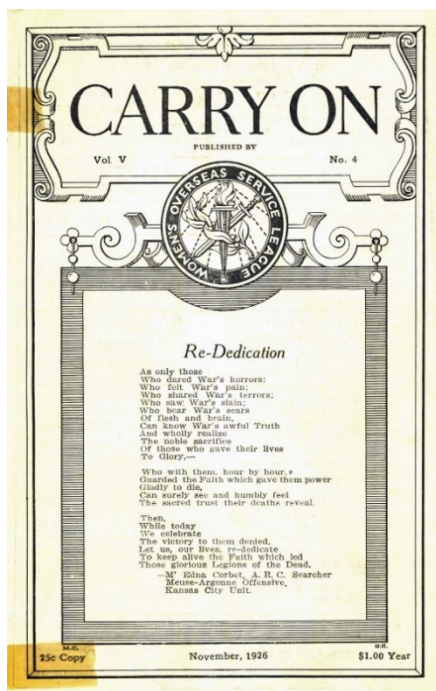 CARRY ON
PUBLISHED BY
Vol. V
No. 4
WOMEN'S OVERSEAS SERVICE LEAGUE
Re-Dedication
As only those
Who dared War's horrors;
Who felt War's pain;
Who shared War's terrors;
Who saw War's slain;
Who bear War's scars
Of flesh and brain,
Can know War's awful Truth
And wholly realize
The noble sacrifice
Of those who gave their lives
To Glory,—
Who with them, hour by hour,
Guarded the Faith which gave them power
Gladly to die,
Can surely see and humbly feel
The sacred trust their deaths reveal.
Then,
While today
We celebrate
The victory to them denied,
Let us, our lives, re-dedicate
To keep alive the Faith which led
Those glorious Legions of the Dead.
—M' Edna Corbet, A. R. C. Searcher
Meuse-Argonne Offensive,
Kansas City Unit.
25c Copy
November, 1926
$1.00 Year